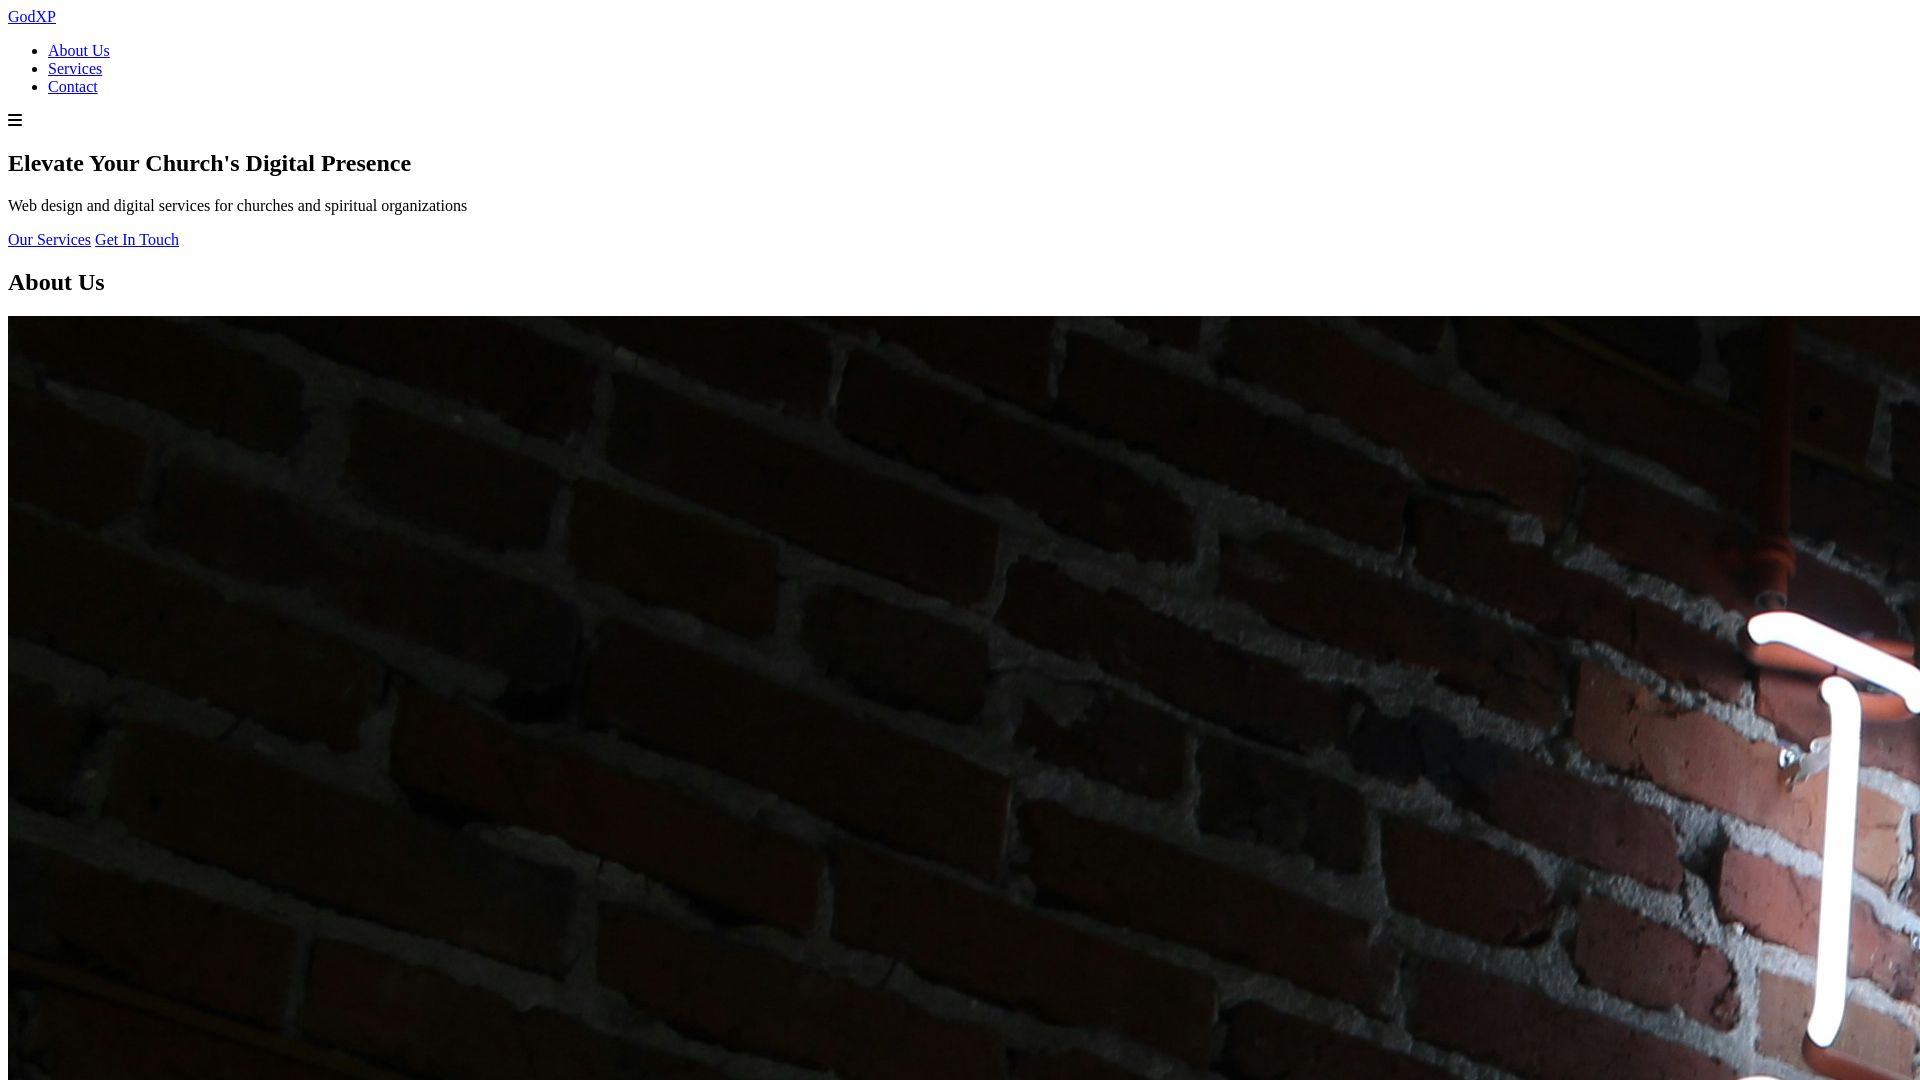 GodXP
About Us
Services
Contact
Elevate Your Church's Digital Presence
Web design and digital services for churches and spiritual organizations
Our Services Get In Touch
About Us